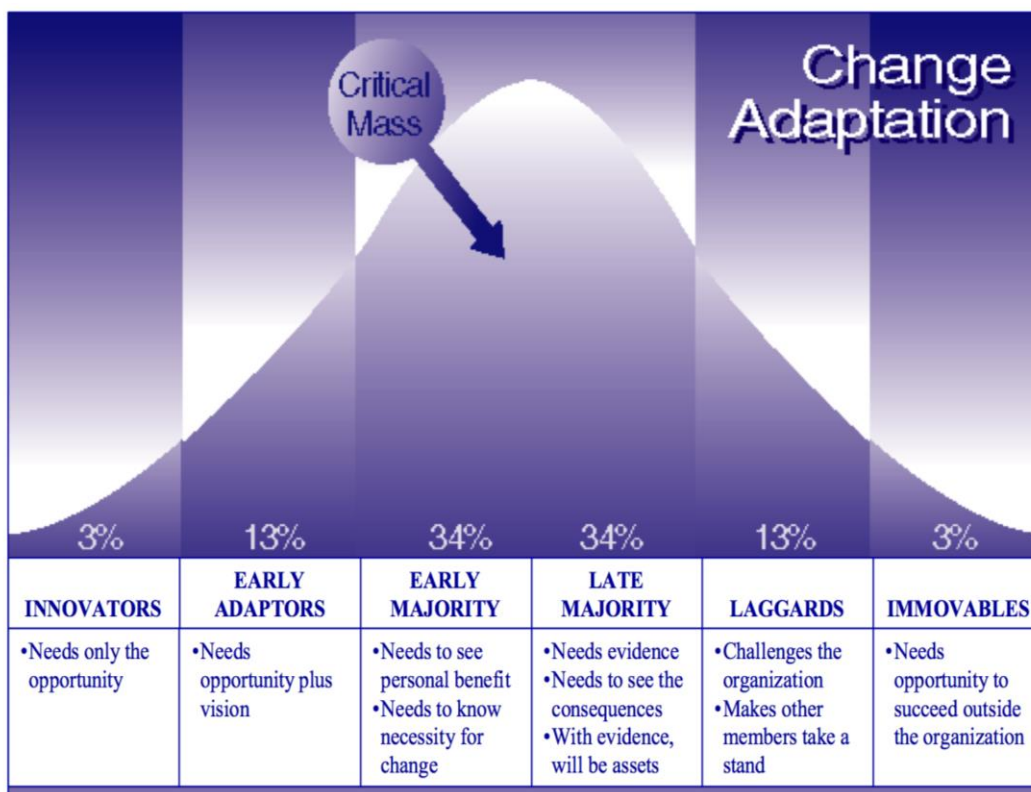 Change
Adaptation
Critical
Mass
3%
13%
34%
34%
13%
3%
INNOVATORS
EARLY
ADAPTORS
EARLY
MAJORITY
LATE
MAJORITY
LAGGARDS
IMMOVABLES
•Needs only the
opportunity
•Needs
opportunity plus
vision
•Needs to see
personal benefit
•Needs to know
necessity for
change
•Needs evidence
•Needs to see the
consequences
•With evidence,
will be assets
•Challenges the
organization
•Makes other
members take a
stand
•Needs
opportunity to
succeed outside
the organization